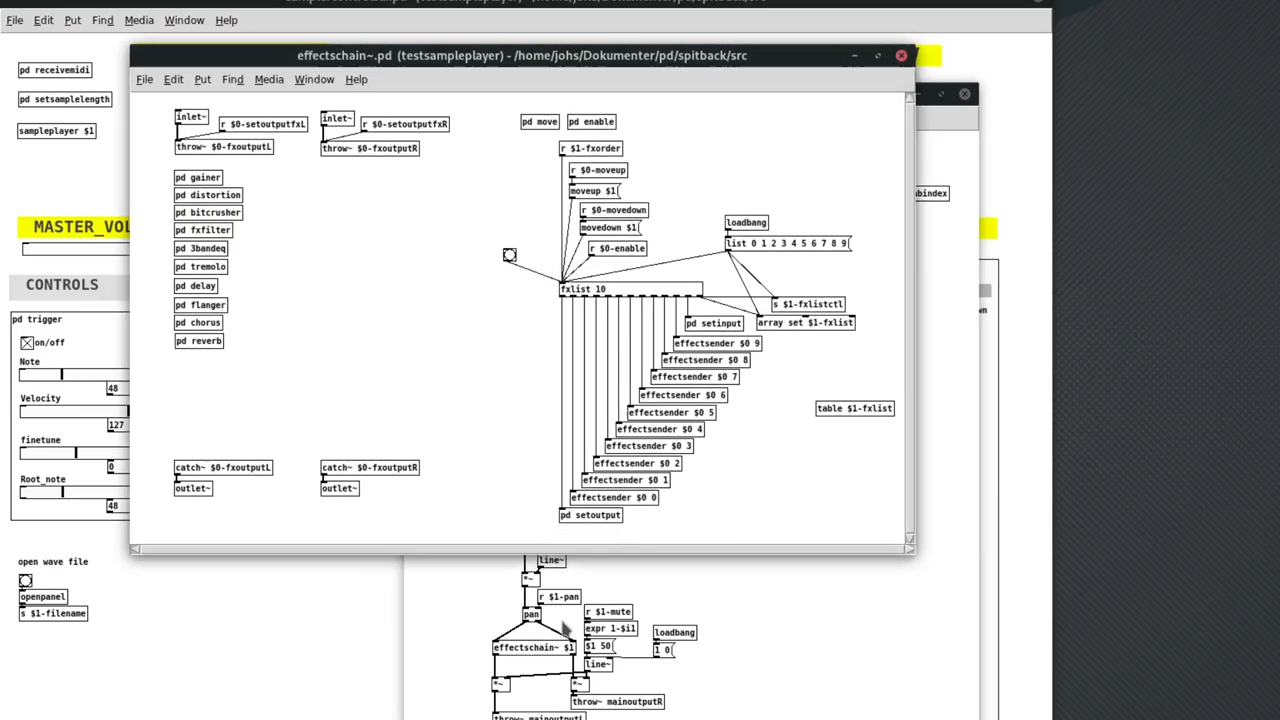 File Edit Put Find Media Window Help
pd receivemidi
pd setsamplelength
sampleplayer $1
MASTER_VOL
CONTROLS
pd trigger
on/off
Note
48
Velocity
127
finetune
0
Root_note
48
open wave file
openpanel
s $1-filename
effectschain~.pd (testsampleplayer) - /home/johs/Dokumenter/pd/spitback/src
File Edit Put Find Media Window Help
inlet~
r $0-setoutputfxL
throw~ $0-fxoutputL
inlet~
r $0-setoutputfxR
throw~ $0-fxoutputR
pd gainer
pd distortion
pd bitcrusher
pd fxfilter
pd 3bandeq
pd tremolo
pd delay
pd flanger
pd chorus
pd reverb
catch~ $0-fxoutputL
outlet~
catch~ $0-fxoutputR
outlet~
pd move
pd enable
r $1-fxorder
r $0-moveup
moveup $1
r $0-movedown
movedown $1
r $0-enable
loadbang
list 0 1 2 3 4 5 6 7 8 9
fxlist 10
s $1-fxlistctl
pd setinput
array set $1-fxlist
effectsender $0 9
effectsender $0 8
effectsender $0 7
effectsender $0 6
effectsender $0 5
effectsender $0 4
effectsender $0 3
effectsender $0 2
effectsender $0 1
effectsender $0 0
pd setoutput
table $1-fxlist
line~
*~
r $1-pan
pan
r $1-mute
expr 1-$i1
$1 50
line~
loadbang
1 0
effectschain~ $1
*~
*~
throw~ mainoutputR
throw~ mainoutputL